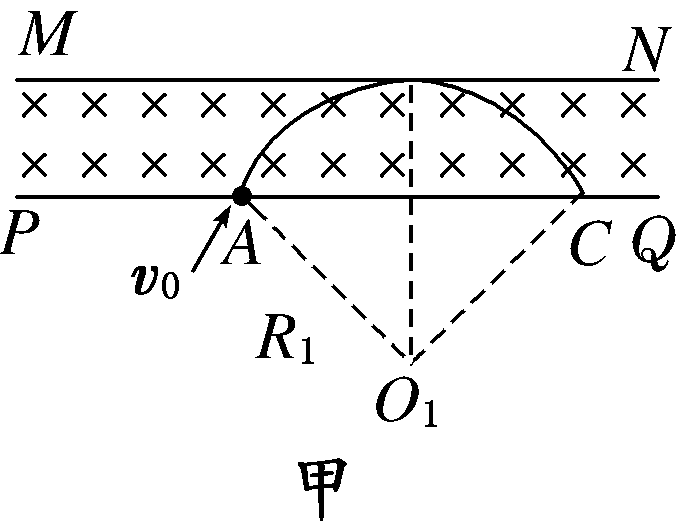 M
N
× × × × × × × × × × ×
× × × × × × × × × × ×
P
A
C
Q
v₀
R₁
O₁
甲